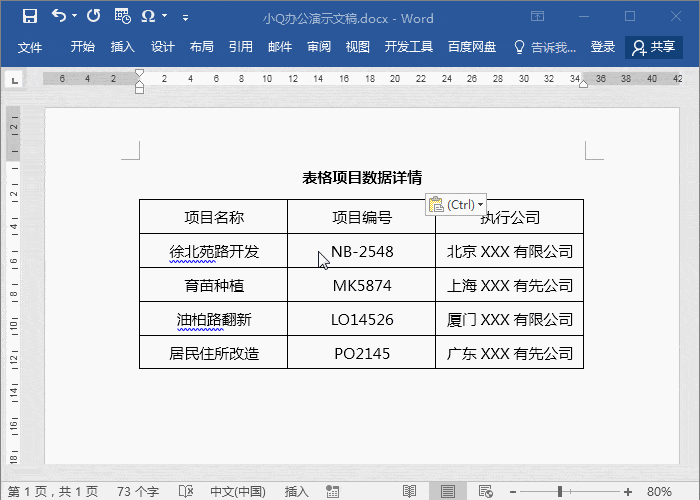 小Q办公演示文稿.docx - Word
文件 开始 插入 设计 布局 引用 邮件 审阅 视图 开发工具 百度网盘 告诉我... 登录 共享
L 6 4 2 2 4 6 8 10 12 14 16 18 20 22 24 26 28 30 32 34 36 38 40 42
表格项目数据详情
(Ctrl)
项目名称 项目编号 执行公司
徐北苑路开发 NB-2548 北京 XXX 有限公司
育苗种植 MK5874 上海 XXX 有先公司
油柏路翻新 LO14526 厦门 XXX 有限公司
居民住所改造 PO2145 广东 XXX 有先公司
第 1 页，共 1 页 73 个字 中文(中国) 插入 80%